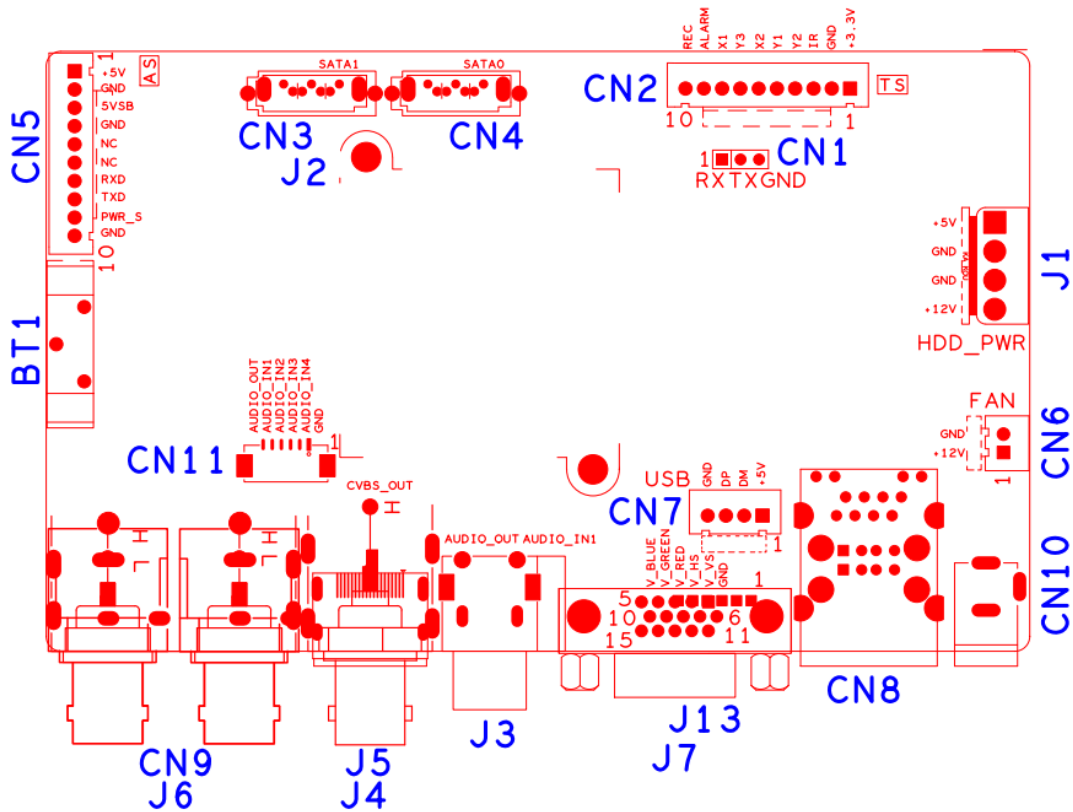 REC
ALARM
X1
Y3
X2
Y1
Y2
IR
GND
+3.3V
CN2
TS
10
1
CN1
1
RXTXGND
1
+5V
AS
GND
5VSB
GND
NC
NC
RXD
TXD
PWR_S
GND
10
CN5
SATA1
CN3
SATA0
CN4
J2
1
10
BT1
+5V
GND
GND
+12V
J1
HDD_PWR
AUDIO_OUT
AUDIO_IN1
AUDIO_IN2
AUDIO_IN3
AUDIO_IN4
GND
1
CN11
FAN
GND
+12V
1
CN6
CVBS_OUT
H
H
L
H
L
USB
GND
DP
DM
+5V
CN7
1
AUDIO_OUT AUDIO_IN1
V_BLUE
V_GREEN
V_RED
V_HS
V_VS
GND
1
5
10
6
15
11
CN10
CN8
CN9
J6
J5
J4
J3
J13
J7